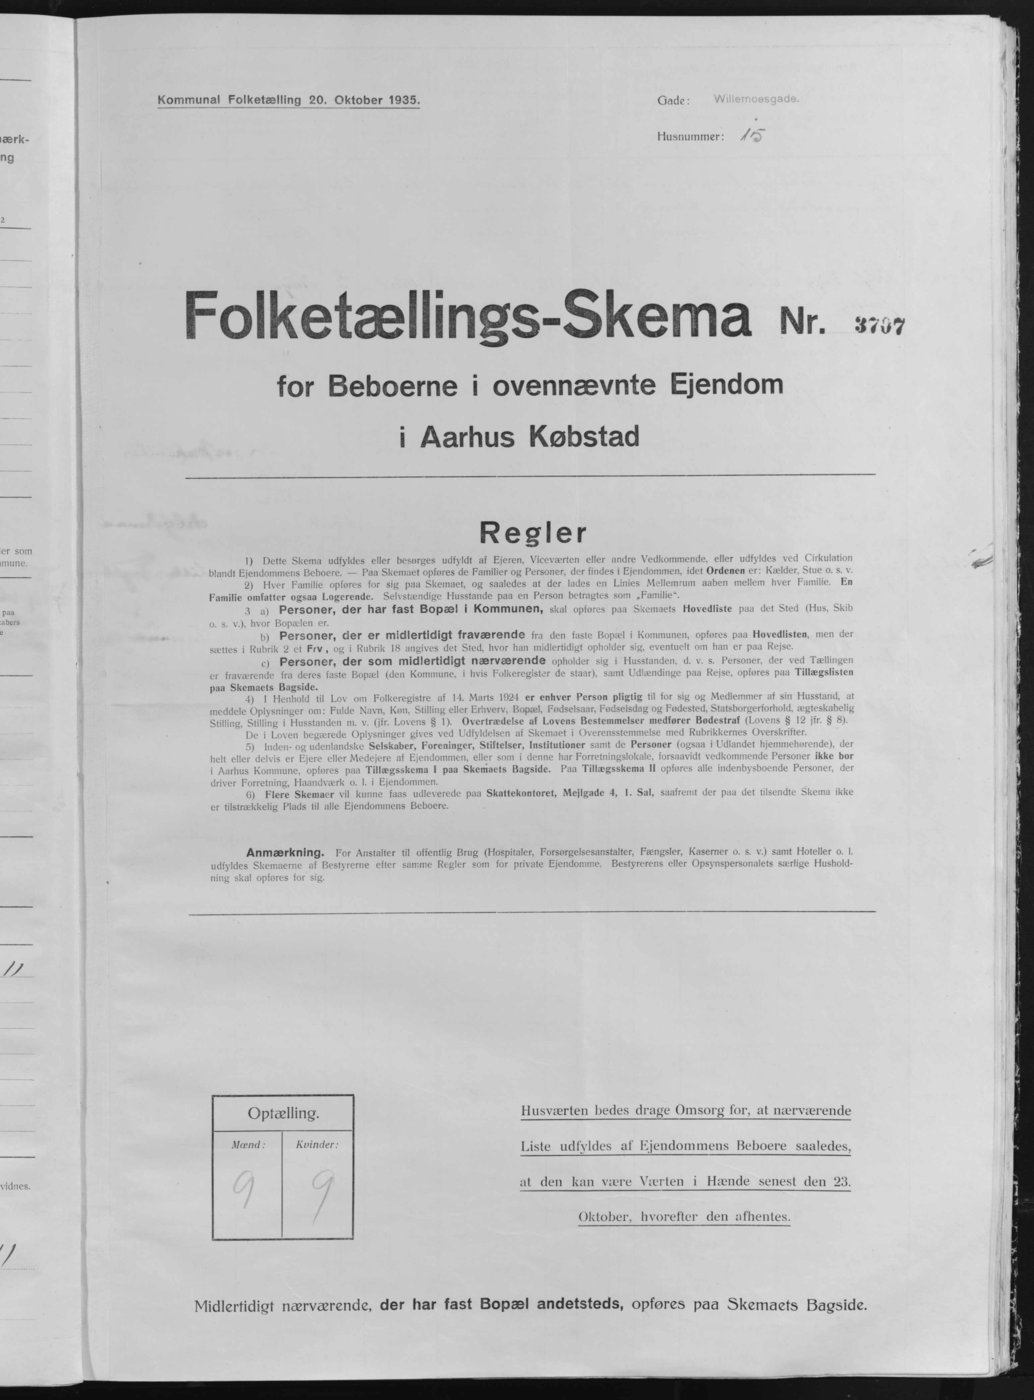 Kommunal Folketælling 20. Oktober 1935.
Gade: Willemoesgade.
Husnummer: 15
Folketællings-Skema Nr. 3707
for Beboerne i ovennævnte Ejendom
i Aarhus Købstad
Regler
1) Dette Skema udfyldes eller besørges udfyldt af Ejeren, Viceværten eller andre Vedkommende, eller udfyldes ved Cirkulation
blandt Ejendommens Beboere. — Paa Skemaet opføres de Familier og Personer, der findes i Ejendommen, idet Ordenen er: Kælder, Stue o. s. v.
2) Hver Familie opføres for sig paa Skemaet, og saaledes at der lades en Linies Mellemrum aaben mellem hver Familie. En
Familie omfatter ogsaa Logerende. Selvstændige Husstande paa en Person betragtes som „Familie“.
3 a) Personer, der har fast Bopæl i Kommunen, skal opføres paa Skemaets Hovedliste paa det Sted (Hus, Skib
o. s. v.), hvor Bopælen er.
b) Personer, der er midlertidigt fraværende fra den faste Bopæl i Kommunen, opføres paa Hovedlisten, men der
sættes i Rubrik 2 et Frv, og i Rubrik 18 angives det Sted, hvor han midlertidigt opholder sig, eventuelt om han er paa Rejse.
c) Personer, der som midlertidigt nærværende opholder sig i Husstanden, d. v. s. Personer, der ved Tællingen
er fraværende fra deres faste Bopæl (den Kommune, i hvis Folkeregister de staar), samt Udlændinge paa Rejse, opføres paa Tillægslisten
paa Skemaets Bagside.
4) I Henhold til Lov om Folkeregistre af 14. Marts 1924 er enhver Person pligtig til for sig og Medlemmer af sin Husstand, at
meddele Oplysninger om: Fulde Navn, Køn, Stilling eller Erhverv, Bopæl, Fødselsaar, Fødselsdag og Fødested, Statsborgerforhold, ægteskabelig
Stilling, Stilling i Husstanden m. v. (jfr. Lovens § 1). Overtrædelse af Lovens Bestemmelser medfører Bødestraf (Lovens § 12 jfr. § 8).
De i Loven begærede Oplysninger gives ved Udfyldelsen af Skemaet i Overensstemmelse med Rubrikkernes Overskrifter.
5) Inden- og udenlandske Selskaber, Foreninger, Stiftelser, Institutioner samt de Personer (ogsaa i Udlandet hjemmehørende), der
helt eller delvis er Ejere eller Medejere af Ejendommen, eller som i denne har Forretningslokale, forsaavidt vedkommende Personer ikke bor
i Aarhus Kommune, opføres paa Tillægsskema I paa Skemaets Bagside. Paa Tillægsskema II opføres alle indenbysboende Personer, der
driver Forretning, Haandværk o. l. i Ejendommen.
6) Flere Skemaer vil kunne faas udleverede paa Skattekontoret, Mejlgade 4, 1. Sal, saafremt der paa det tilsendte Skema ikke
er tilstrækkelig Plads til alle Ejendommens Beboere.
Anmærkning. For Anstalter til offentlig Brug (Hospitaler, Forsørgelsesanstalter, Fængsler, Kaserner o. s. v.) samt Hoteller o. l.
udfyldes Skemaerne af Bestyrerne efter samme Regler som for private Ejendomme. Bestyrerens eller Opsynspersonalets særlige Hushold-
ning skal opføres for sig.
Optælling.
Mænd: Kvinder:
9 9
Husværten bedes drage Omsorg for, at nærværende
Liste udfyldes af Ejendommens Beboere saaledes,
at den kan være Værten i Hænde senest den 23.
Oktober, hvorefter den afhentes.
Midlertidigt nærværende, der har fast Bopæl andetsteds, opføres paa Skemaets Bagside.